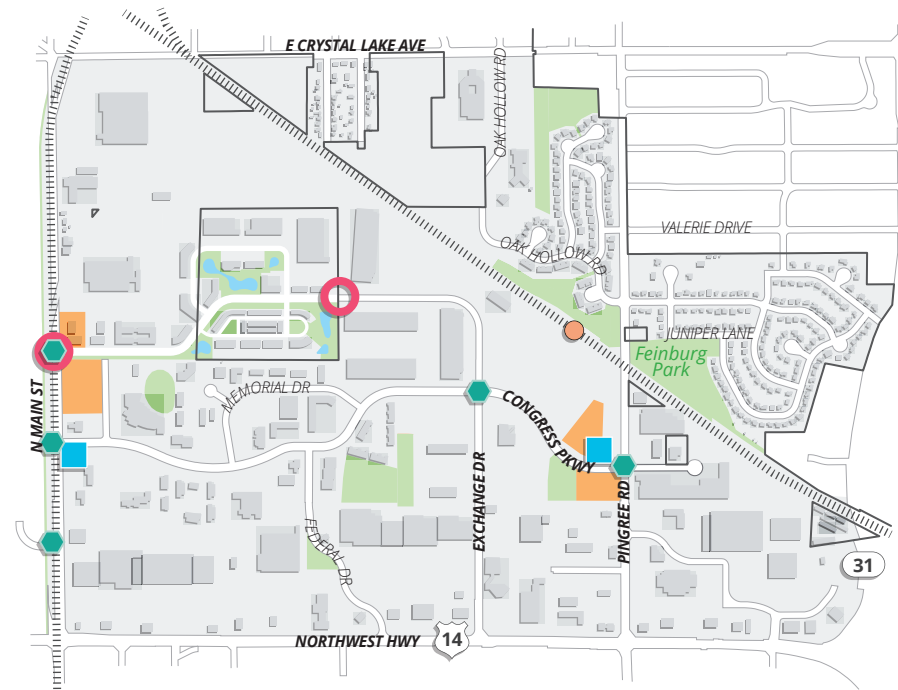 E CRYSTAL LAKE AVE
OAK HOLLOW RD
VALERIE DRIVE
OAK HOLLOW RD
JUNIPER LANE
Feinburg
Park
MEMORIAL DR
N MAIN ST
CONGRESS PKWY
EXCHANGE DR
PINGREE RD
FEDERAL DR
31
NORTHWEST HWY
14